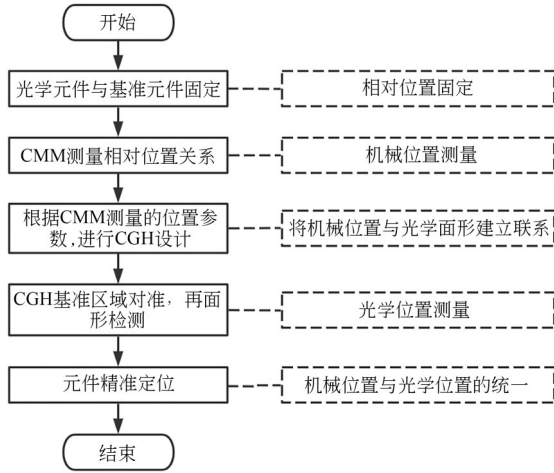 开始
光学元件与基准元件固定
相对位置固定
CMM测量相对位置关系
机械位置测量
根据CMM测量的位置参
数,进行CGH设计
将机械位置与光学面形建立联系
CGH基准区域对准，再面
形检测
光学位置测量
元件精准定位
机械位置与光学位置的统一
结束